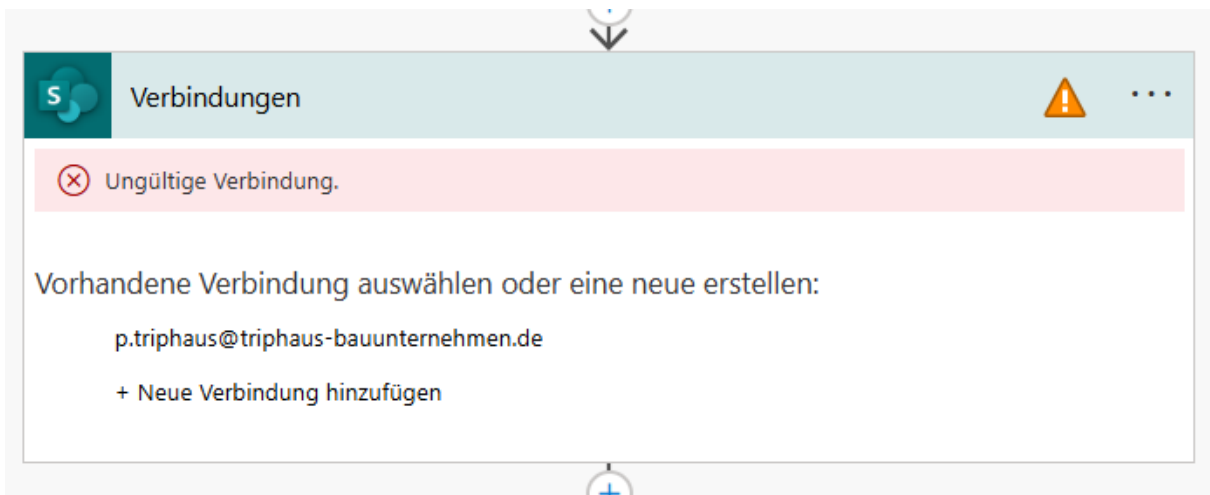 S
Verbindungen
...
Ungültige Verbindung.
Vorhandene Verbindung auswählen oder eine neue erstellen:
p.triphaus@triphaus-bauunternehmen.de
+ Neue Verbindung hinzufügen